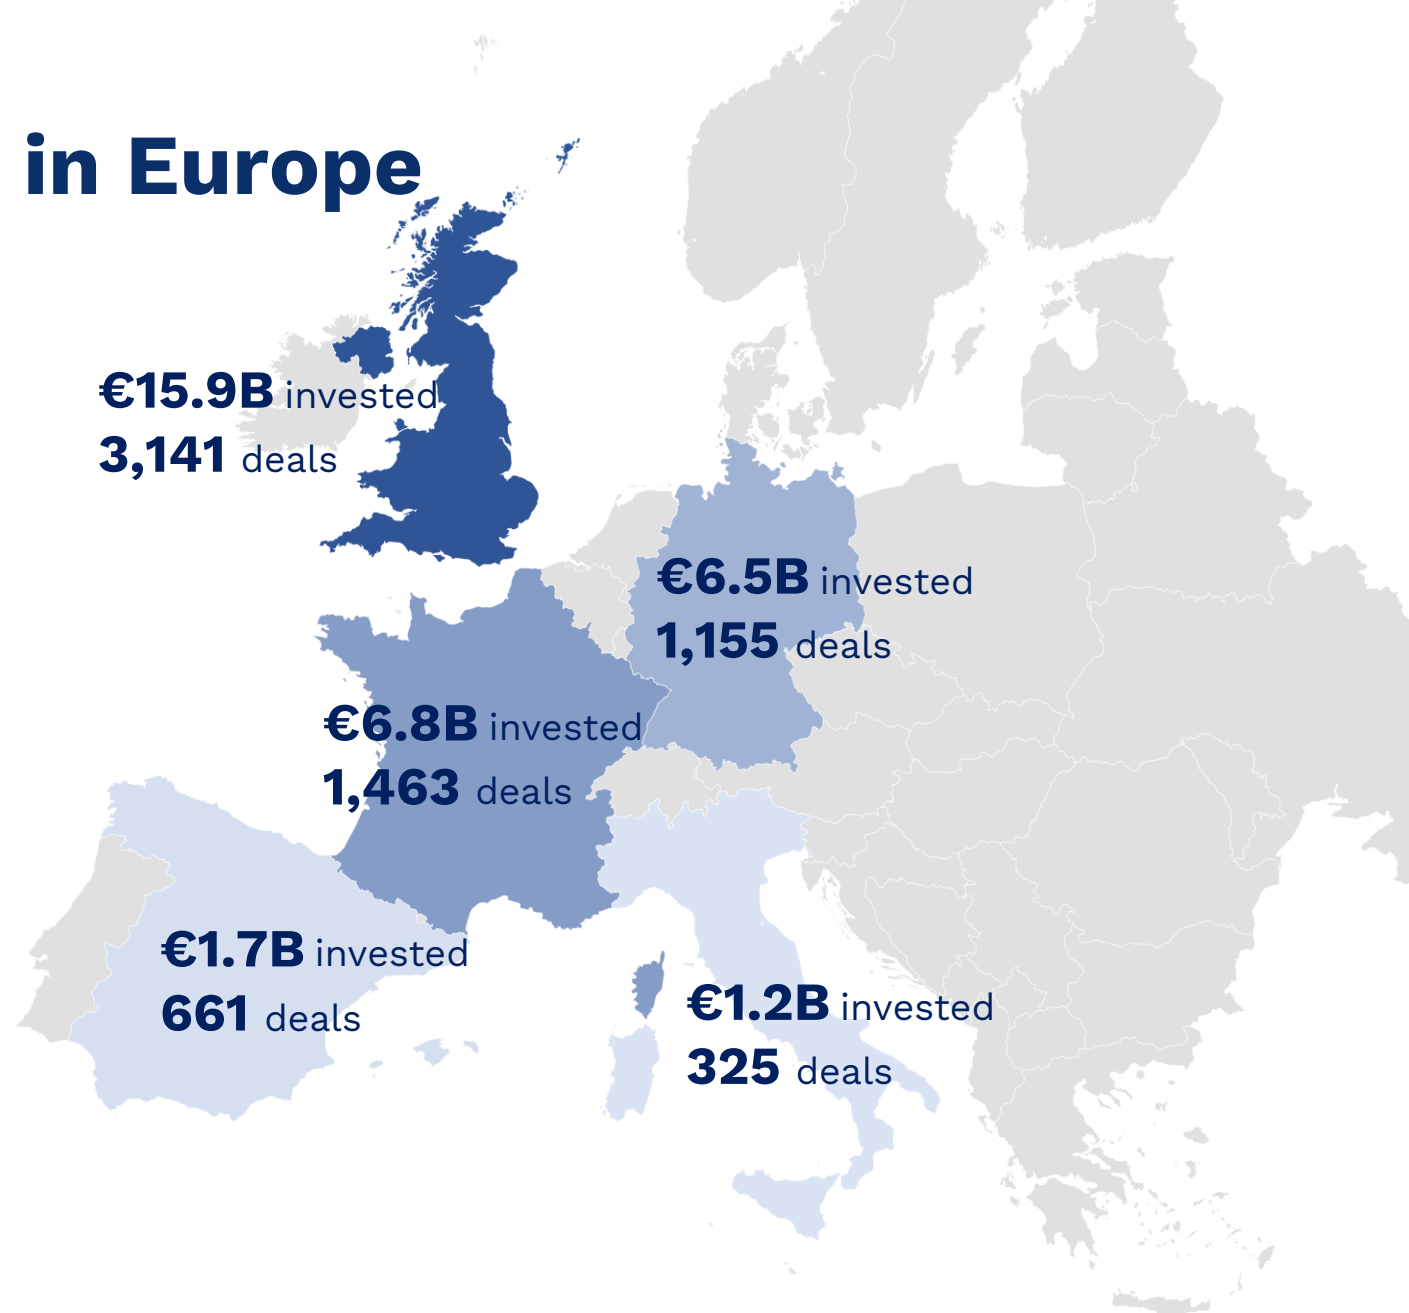 in Europe
€15.9B invested
3,141 deals
€6.5B invested
1,155 deals
€6.8B invested
1,463 deals
€1.7B invested
661 deals
€1.2B invested
325 deals